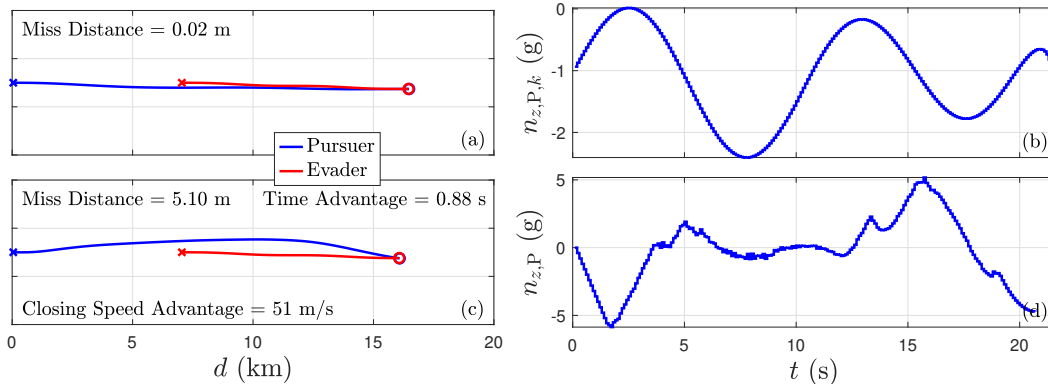 Miss Distance = 0.02 m
(a)
Pursuer
Evader
Miss Distance = 5.10 m Time Advantage = 0.88 s
Closing Speed Advantage = 51 m/s (c)
0 5 10 15 20
d (km)
0
-1
-2
n_{z,P,k} (g)
(b)
5
0
-5
n_{z,P} (g)
(d)
0 5 10 15 20
t (s)